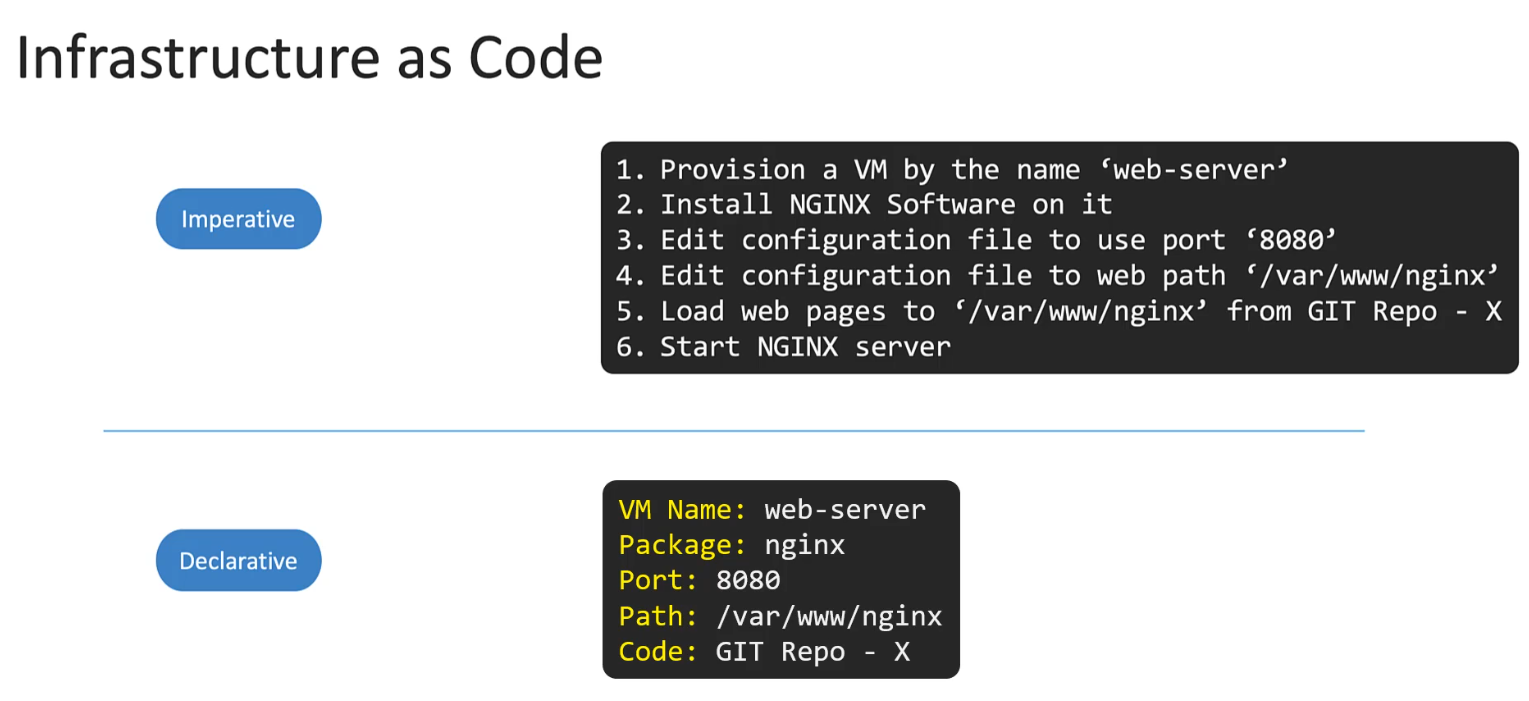 Infrastructure as Code
Imperative
1. Provision a VM by the name ‘web-server’
2. Install NGINX Software on it
3. Edit configuration file to use port ‘8080’
4. Edit configuration file to web path ‘/var/www/nginx’
5. Load web pages to ‘/var/www/nginx’ from GIT Repo - X
6. Start NGINX server
Declarative
VM Name: web-server
Package: nginx
Port: 8080
Path: /var/www/nginx
Code: GIT Repo - X